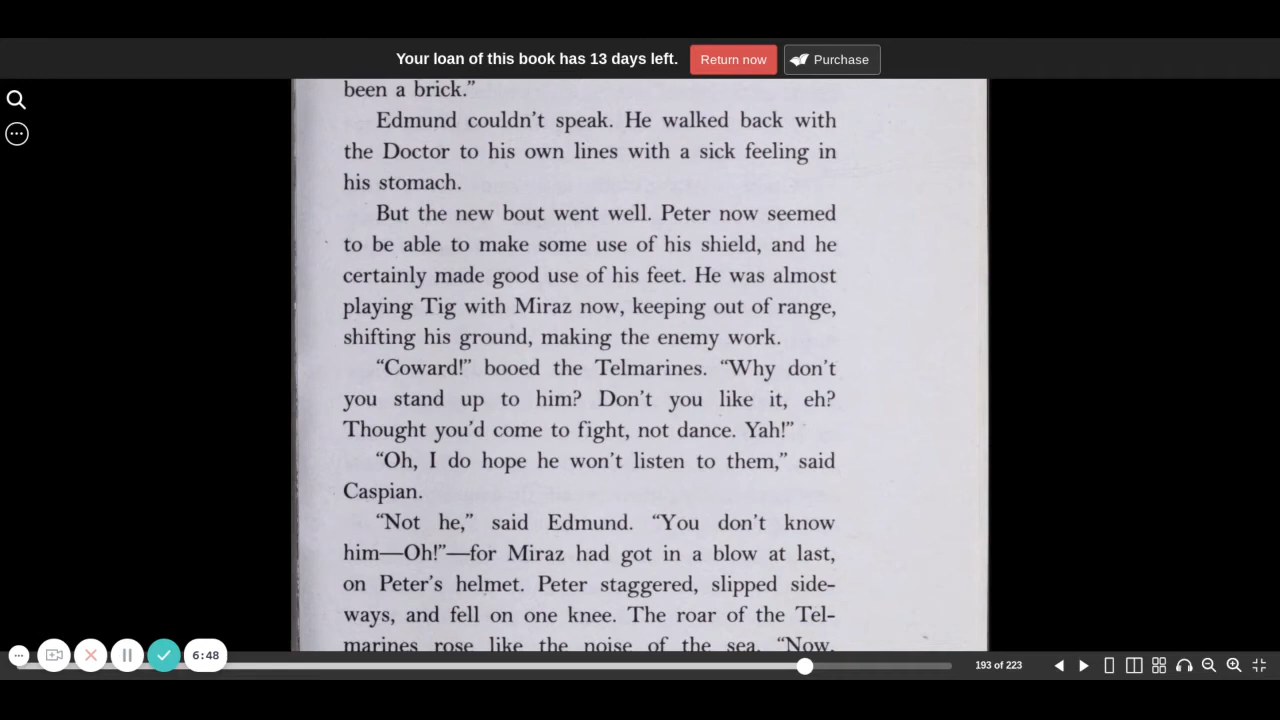 Your loan of this book has 13 days left. Return now Purchase
been a brick.”
Edmund couldn’t speak. He walked back with
the Doctor to his own lines with a sick feeling in
his stomach.
But the new bout went well. Peter now seemed
to be able to make some use of his shield, and he
certainly made good use of his feet. He was almost
playing Tig with Miraz now, keeping out of range,
shifting his ground, making the enemy work.
“Coward!” booed the Telmarines. “Why don’t
you stand up to him? Don’t you like it, eh?
Thought you’d come to fight, not dance. Yah!”
“Oh, I do hope he won’t listen to them,” said
Caspian.
“Not he,” said Edmund. “You don’t know
him—Oh!”—for Miraz had got in a blow at last,
on Peter’s helmet. Peter staggered, slipped side-
ways, and fell on one knee. The roar of the Tel-
marines rose like the noise of the sea. “Now,
6:48
193 of 223